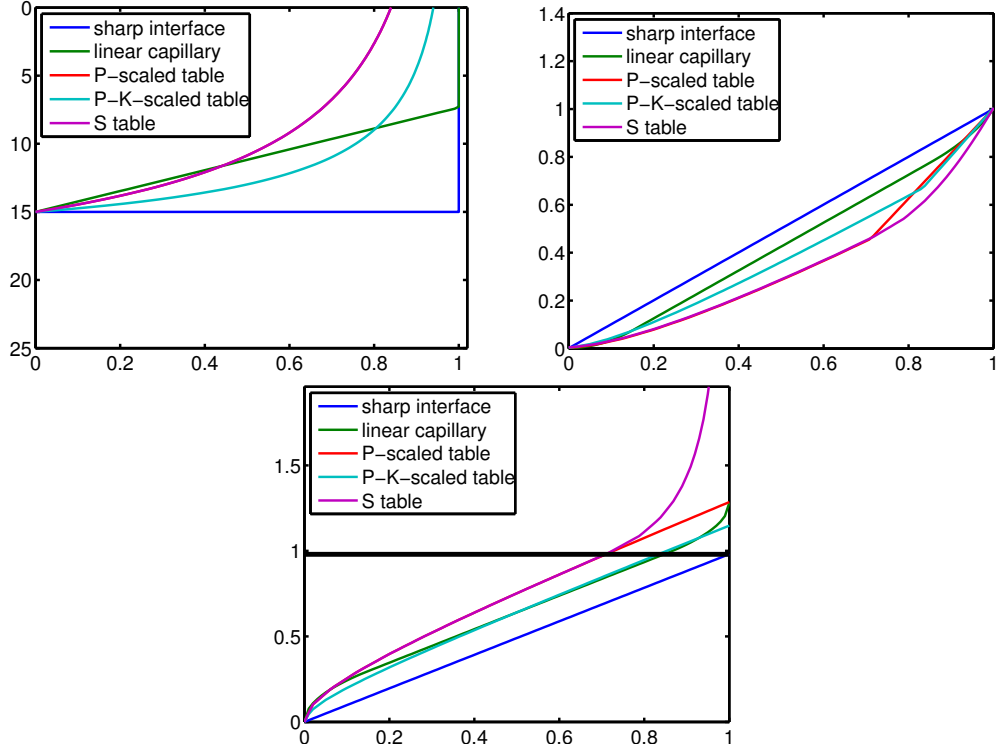 0
5
10
15
20
25
0 0.2 0.4 0.6 0.8 1
sharp interface
linear capillary
P−scaled table
P−K−scaled table
S table
1.4
1.2
1
0.8
0.6
0.4
0.2
0
0 0.2 0.4 0.6 0.8 1
sharp interface
linear capillary
P−scaled table
P−K−scaled table
S table
1.5
1
0.5
0
0 0.2 0.4 0.6 0.8 1
sharp interface
linear capillary
P−scaled table
P−K−scaled table
S table